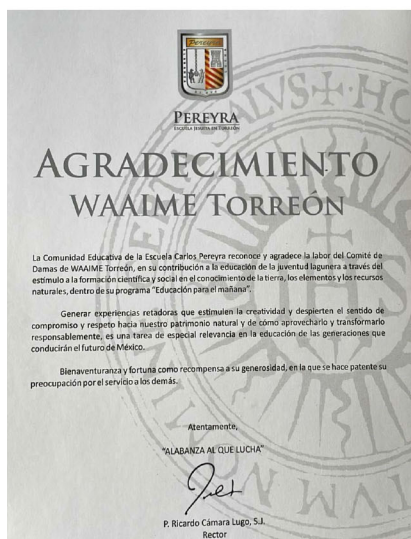 Pereyra
PEREYRA
ESCUELA JESUITA EN TORREÓN
AGRADECIMIENTO
WAAIME TORREÓN
La Comunidad Educativa de la Escuela Carlos Pereyra reconoce y agradece la labor del Comité de
Damas de WAAIME Torreón, en su contribución a la educación de la juventud lagunera a través del
estímulo a la formación científica y social en el conocimiento de la tierra, los elementos y los recursos
naturales, dentro de su programa “Educación para el mañana”.
Generar experiencias retadoras que estimulen la creatividad y despierten el sentido de
compromiso y respeto hacia nuestro patrimonio natural y de cómo aprovecharlo y transformarlo
responsablemente, es una tarea de especial relevancia en la educación de las generaciones que
conducirán el futuro de México.
Bienaventuranza y fortuna como recompensa a su generosidad, en la que se hace patente su
preocupación por el servicio a los demás.
Atentamente,
“ALABANZA AL QUE LUCHA”
P. Ricardo Cámara Lugo, S.J.
Rector